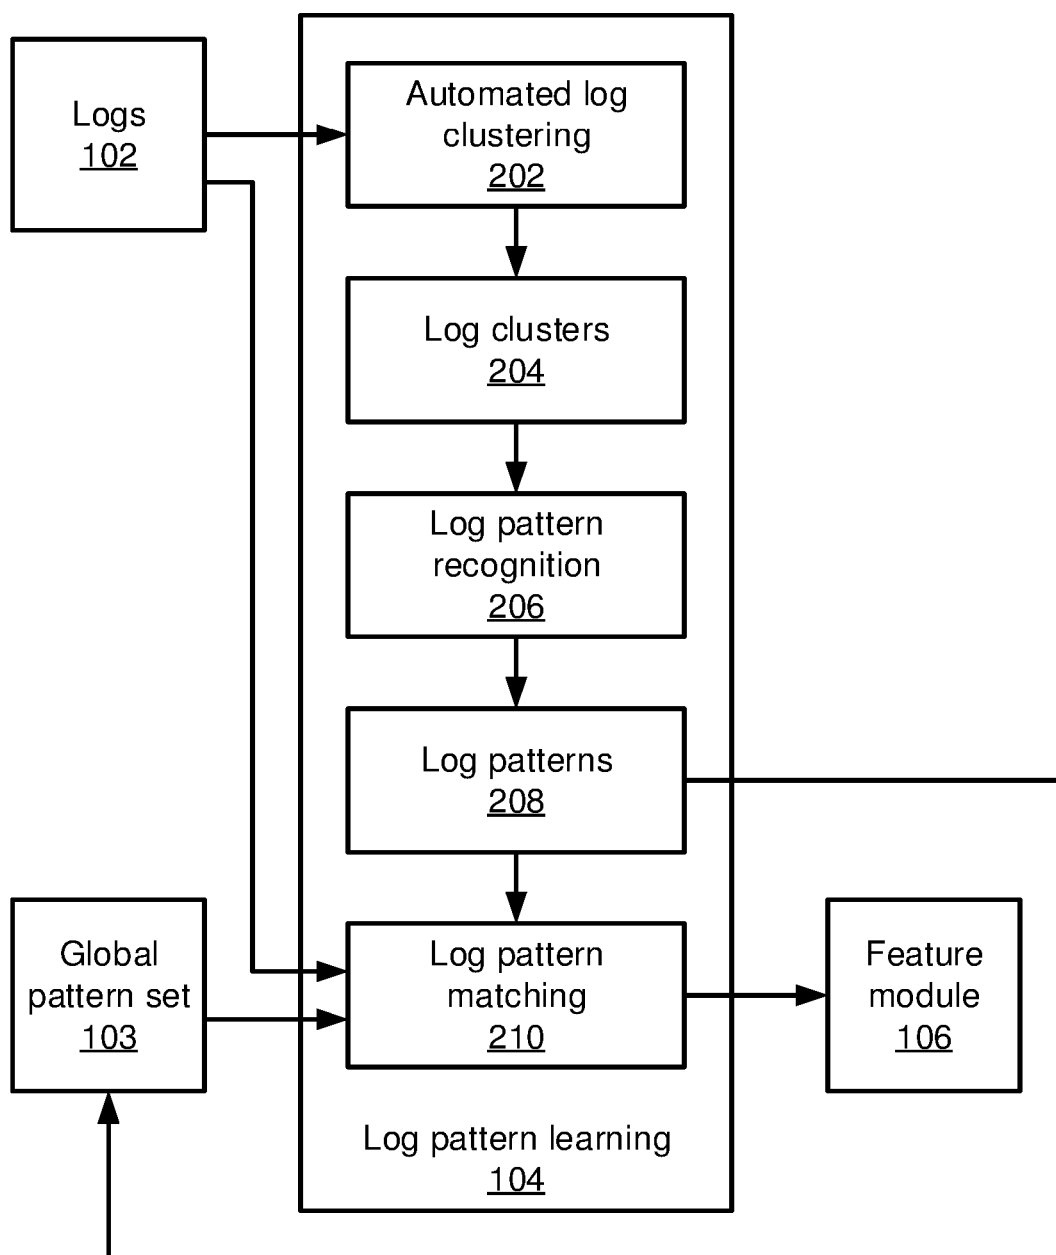 Logs
102
Automated log
clustering
202
Log clusters
204
Log pattern
recognition
206
Log patterns
208
Global
pattern set
103
Log pattern
matching
210
Feature
module
106
Log pattern learning
104